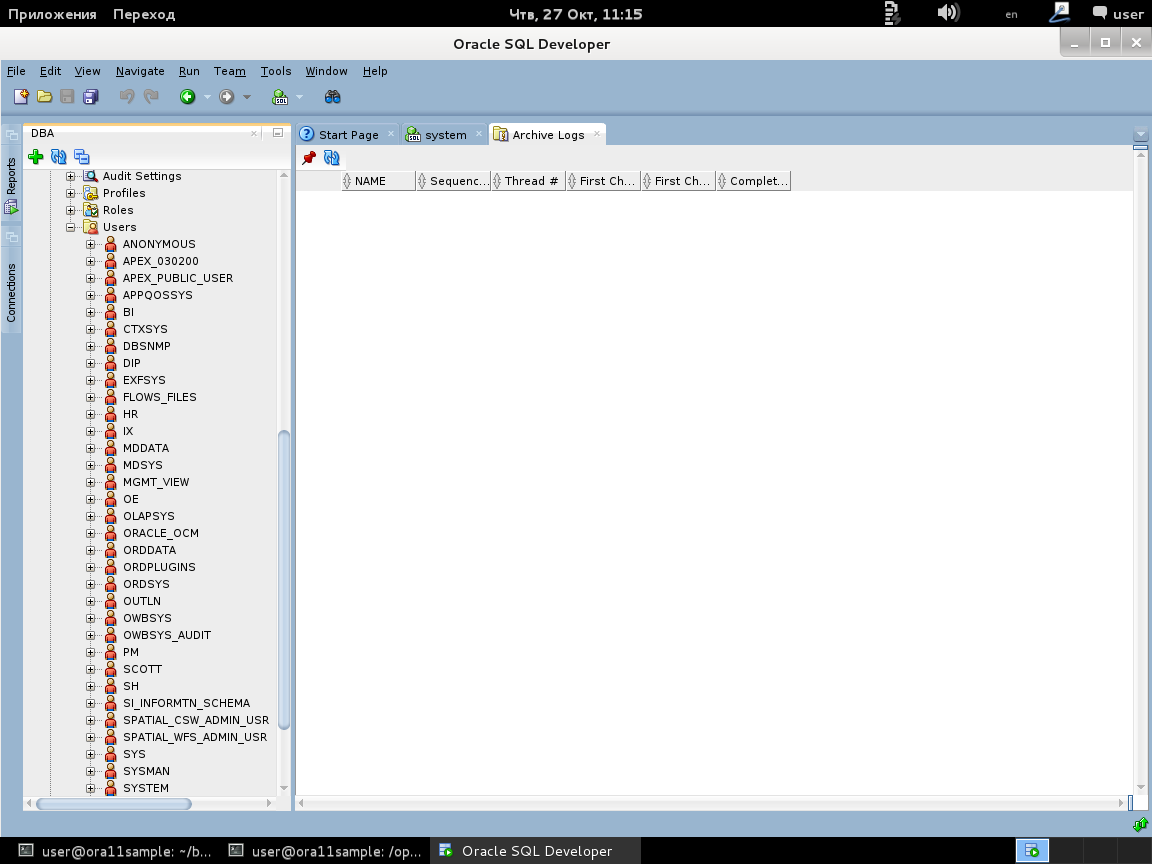 Приложения Переход Чтв, 27 Окт, 11:15 en user
Oracle SQL Developer
File Edit View Navigate Run Team Tools Window Help
SQL
DBA
Start Page system Archive Logs
Reports
Connections
NAME Sequenc... Thread # First Ch... First Ch... Complet...
Audit Settings
Profiles
Roles
Users
ANONYMOUS
APEX_030200
APEX_PUBLIC_USER
APPQOSSYS
BI
CTXSYS
DBSNMP
DIP
EXFSYS
FLOWS_FILES
HR
IX
MDDATA
MDSYS
MGMT_VIEW
OE
OLAPSYS
ORACLE_OCM
ORDDATA
ORDPLUGINS
ORDSYS
OUTLN
OWBSYS
OWBSYS_AUDIT
PM
SCOTT
SH
SI_INFORMTN_SCHEMA
SPATIAL_CSW_ADMIN_USR
SPATIAL_WFS_ADMIN_USR
SYS
SYSMAN
SYSTEM
user@ora11sample: ~/b... user@ora11sample: /op... Oracle SQL Developer